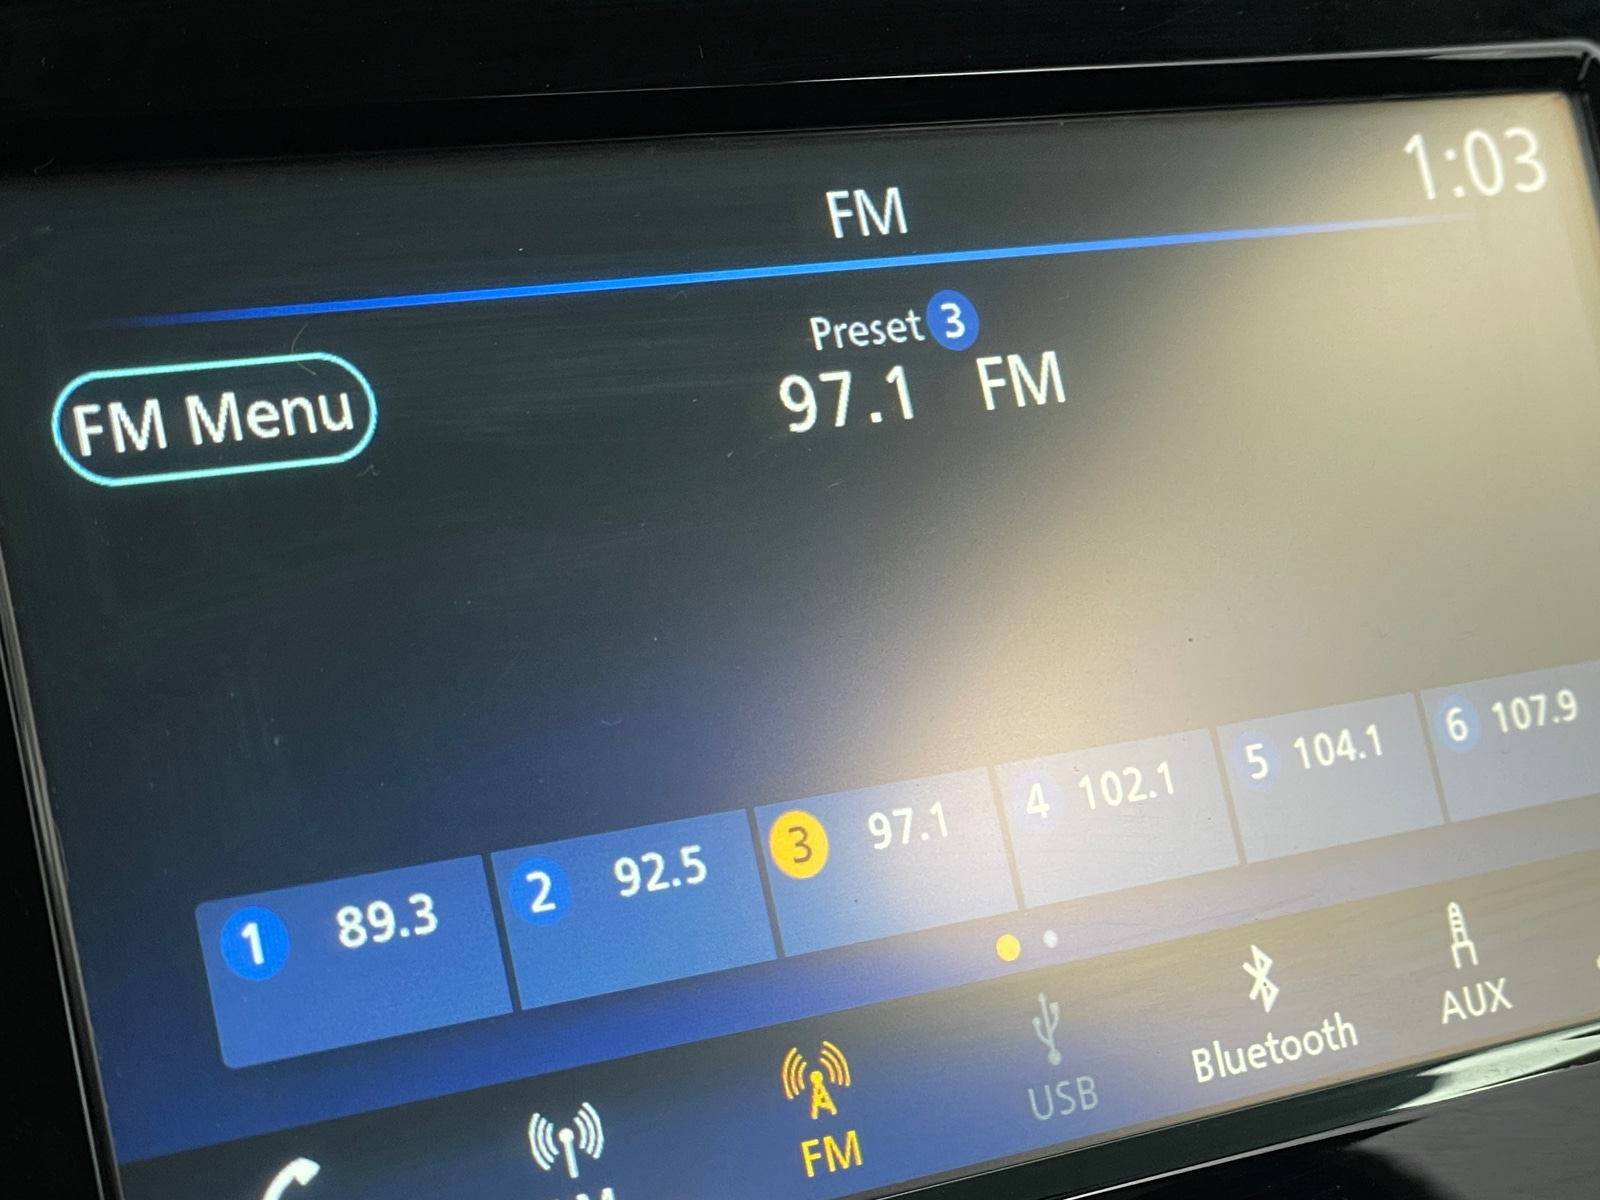 1:03
FM
Preset 3
97.1 FM
FM Menu
1 89.3
2 92.5
3 97.1
4 102.1
5 104.1
6 107.9
FM
USB
Bluetooth
AUX